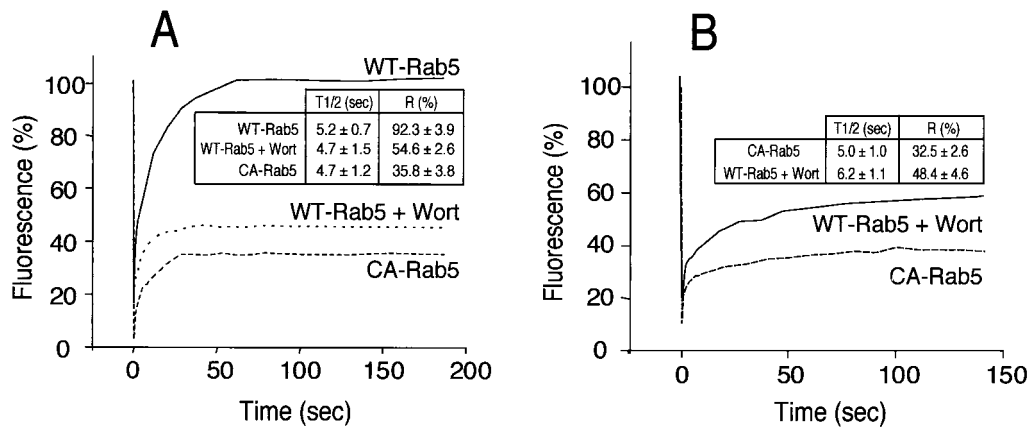 A
WT-Rab5
T1/2 (sec) R (%)
WT-Rab5 5.2 ± 0.7 92.3 ± 3.9
WT-Rab5 + Wort 4.7 ± 1.5 54.6 ± 2.6
CA-Rab5 4.7 ± 1.2 35.8 ± 3.8
WT-Rab5 + Wort
CA-Rab5
Fluorescence (%)
100
80
60
40
20
0
0 50 100 150 200
Time (sec)
B
T1/2 (sec) R (%)
CA-Rab5 5.0 ± 1.0 32.5 ± 2.6
WT-Rab5 + Wort 6.2 ± 1.1 48.4 ± 4.6
WT-Rab5 + Wort
CA-Rab5
Fluorescence (%)
100
80
60
40
20
0
0 50 100 150
Time (sec)